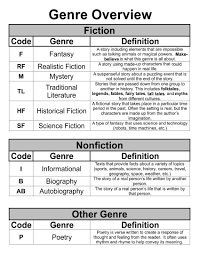 Genre Overview
Fiction
Code Genre Definition
F Fantasy A story including elements that are impossible
such as talking animals or magical powers. Make-
believe is what this genre is all about.
RF Realistic Fiction A story using made-up characters that could
happen in real life.
M Mystery A suspenseful story about a puzzling event that is
not solved until the end of the story.
TL Traditional
Literature Stories that are passed down from one group to
another in history. This includes folktales,
legends, fables, fairy tales, tall tales, and myths
from different cultures.
HF Historical Fiction A fictional story that takes place in a particular time
period in the past. Often the setting is real, but the
characters are made up from the author's
imagination.
SF Science Fiction A type of fantasy that uses science and technology
(robots, time machines, etc.)
Nonfiction
Code Genre Definition
I Informational Texts that provide facts about a variety of topics
(sports, animals, science, history, careers, travel,
geography, space, weather, etc.)
B Biography The story of a real person's life that is written by
another person.
AB Autobiography The story of a real person's life that is written by that
person.
Other Genre
Code Genre Definition
P Poetry Poetry is verse written to create a response of
thought and feeling from the reader. It often uses
rhythm and rhyme to help convey its meaning.